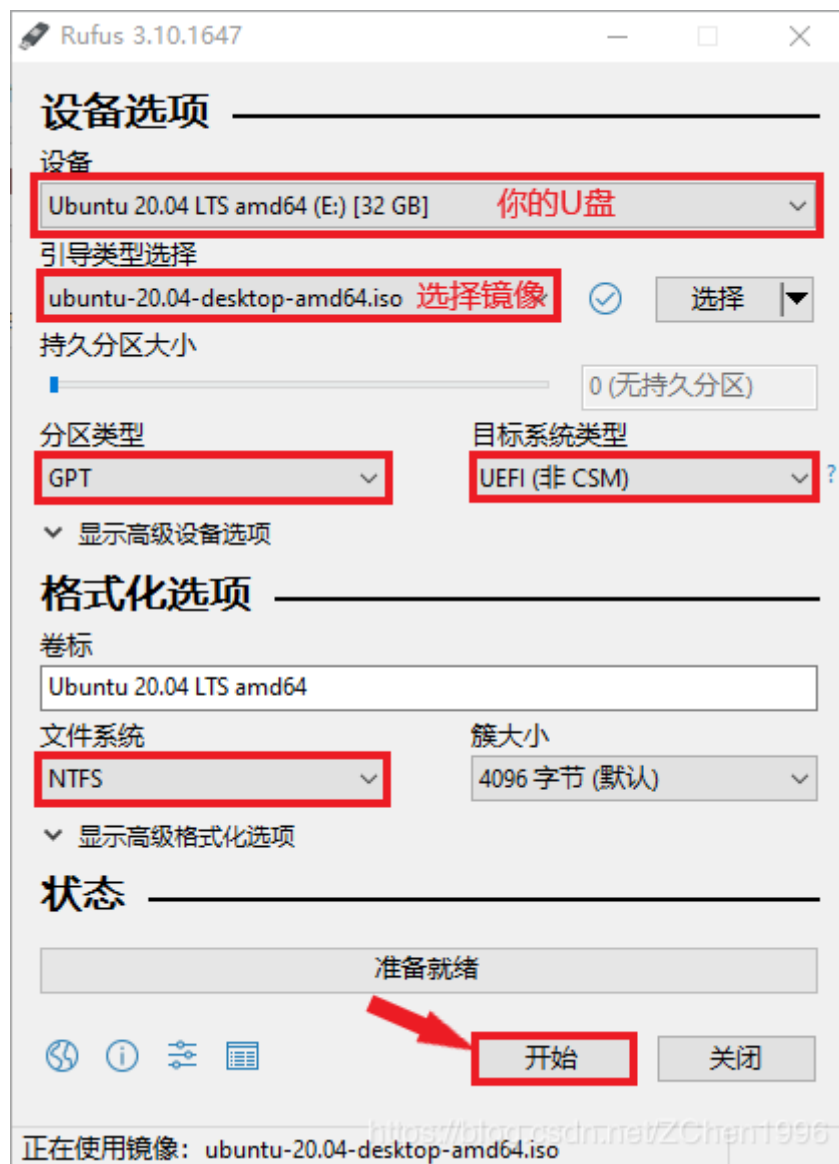 Rufus 3.10.1647
设备选项
设备
Ubuntu 20.04 LTS amd64 (E:) [32 GB] 你的U盘
引导类型选择
ubuntu-20.04-desktop-amd64.iso 选择镜像 选择
持久分区大小
0 (无持久分区)
分区类型 目标系统类型
GPT UEFI (非 CSM) ?
显示高级设备选项
格式化选项
卷标
Ubuntu 20.04 LTS amd64
文件系统 簇大小
NTFS 4096 字节 (默认)
显示高级格式化选项
状态
准备就绪
开始 关闭
https://blog.csdn.net/ZChen1996
正在使用镜像：ubuntu-20.04-desktop-amd64.iso